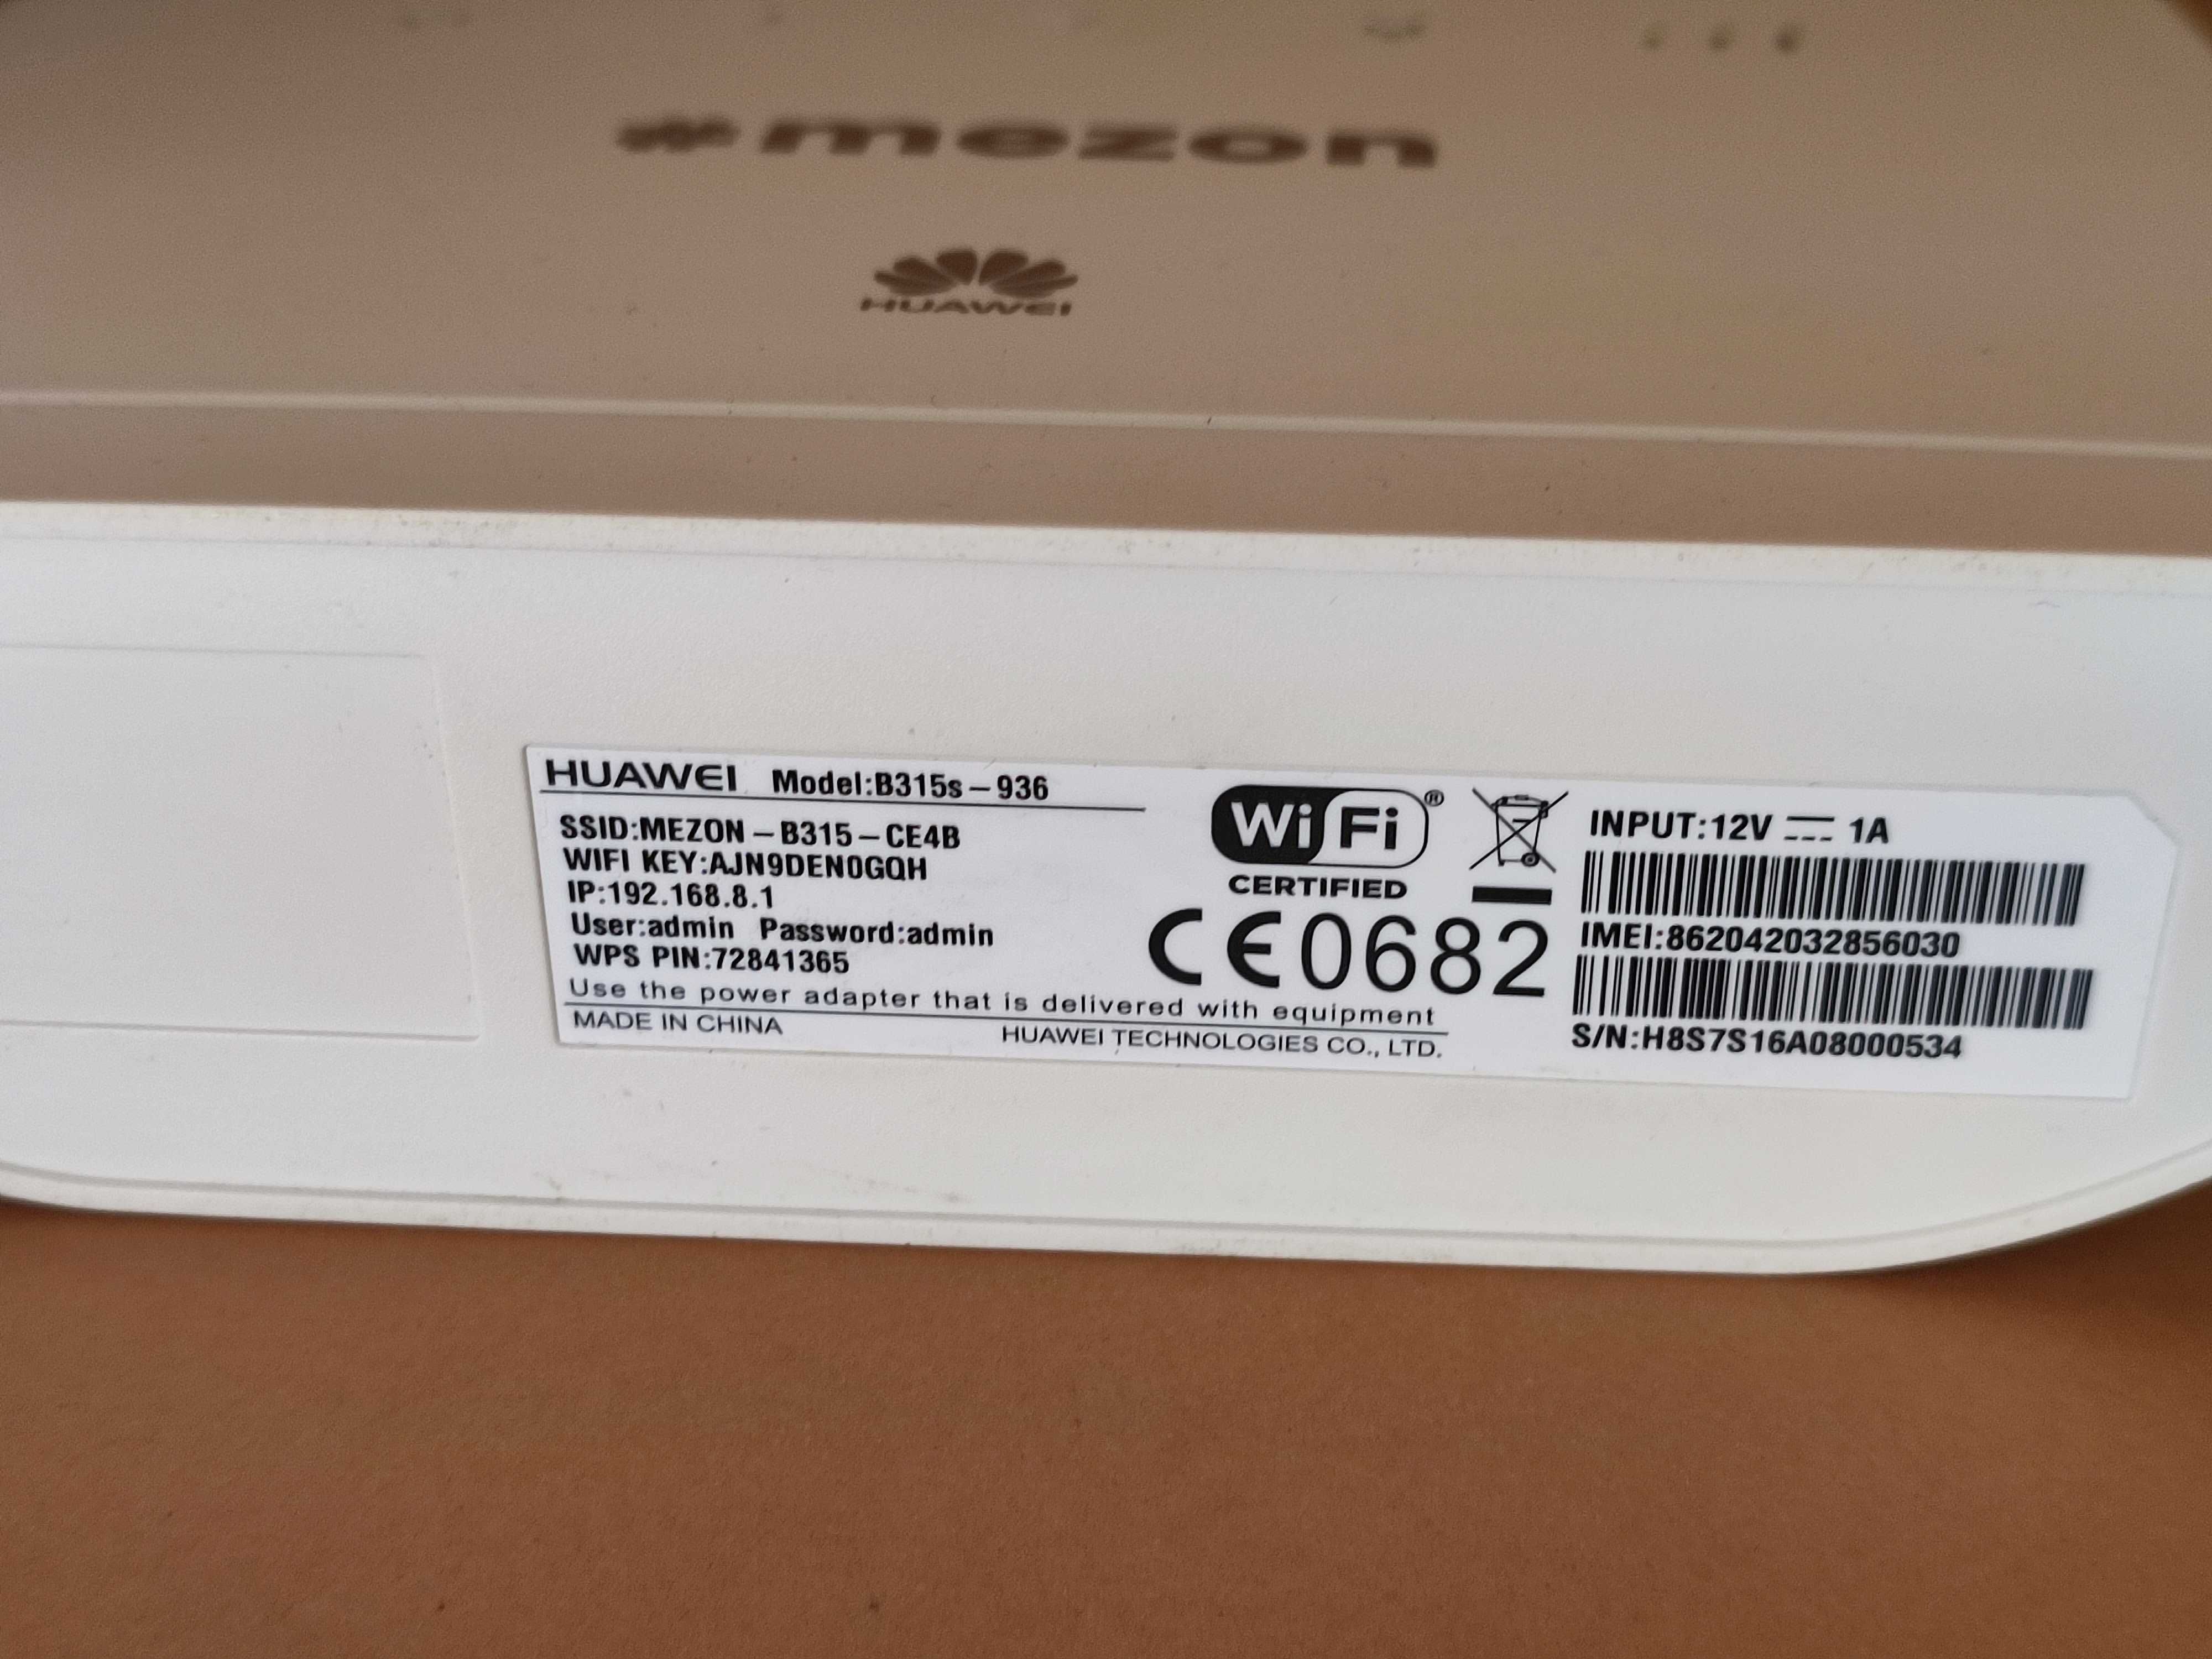 #mezon
HUAWEI
HUAWEI Model:B315s-936
SSID:MEZON-B315-CE4B
WIFI KEY:AJN9DEN0GQH
IP:192.168.8.1
User:admin Password:admin
WPS PIN:72841365
Use the power adapter that is delivered with equipment
MADE IN CHINA HUAWEI TECHNOLOGIES CO., LTD.
WiFi®
CERTIFIED
CE0682
INPUT:12V ⎓ 1A
IMEI:862042032856030
S/N:H8S7S16A08000534